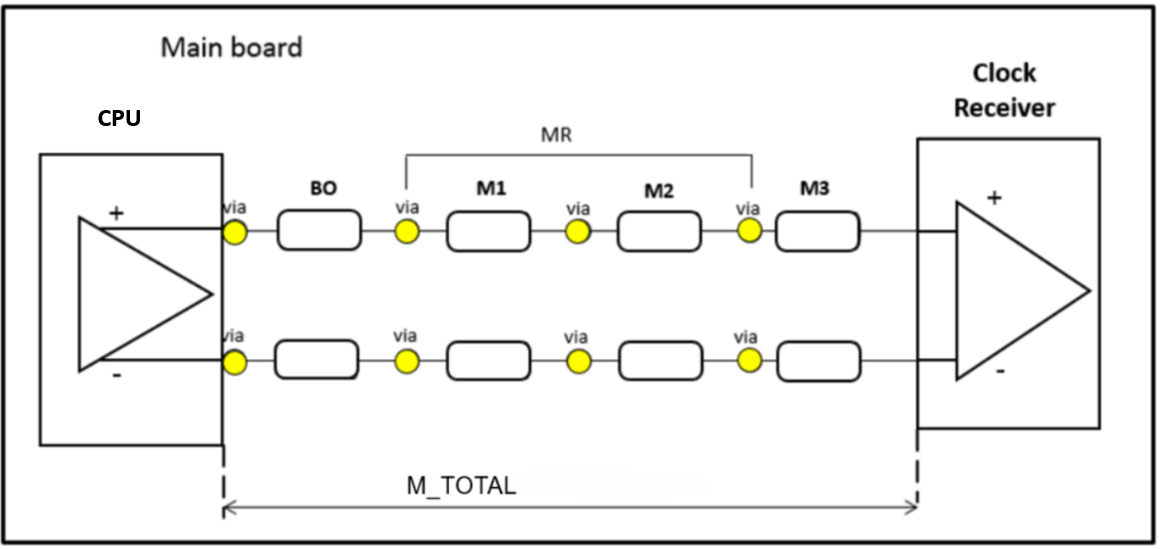 Main board
Clock
Receiver
CPU
MR
BO
M1
M2
M3
via
via
via
via
+
+
via
via
via
via
-
-
M_TOTAL